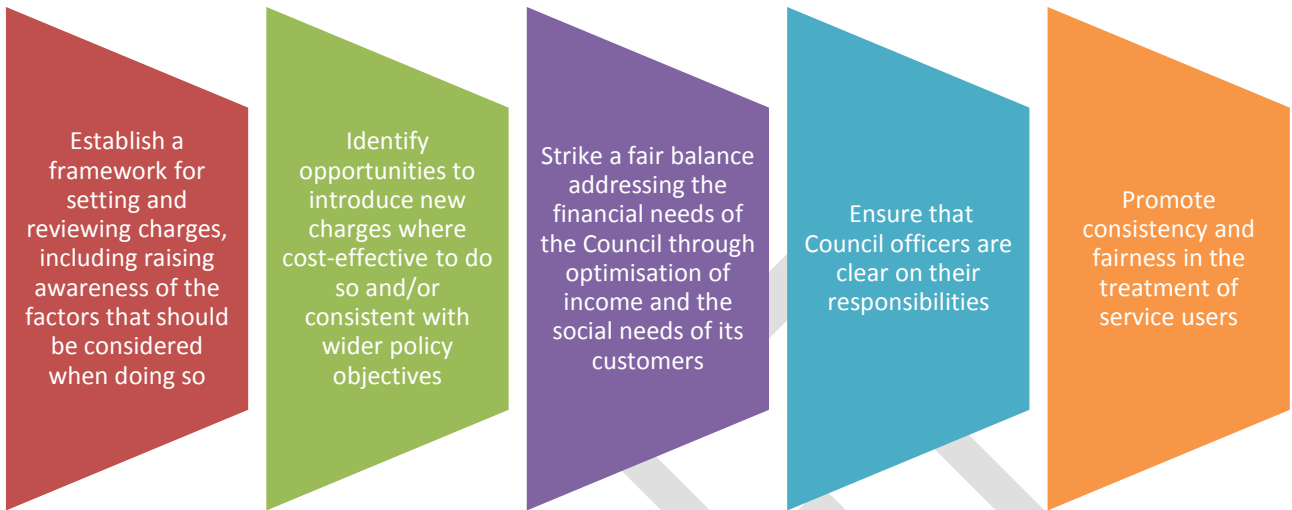 Establish a
framework for
setting and
reviewing charges,
including raising
awareness of the
factors that should
be considered
when doing so
Identify
opportunities to
introduce new
charges where
cost-effective to do
so and/or
consistent with
wider policy
objectives
Strike a fair balance
addressing the
financial needs of
the Council through
optimisation of
income and the
social needs of its
customers
Ensure that
Council officers are
clear on their
responsibilities
Promote
consistency and
fairness in the
treatment of
service users